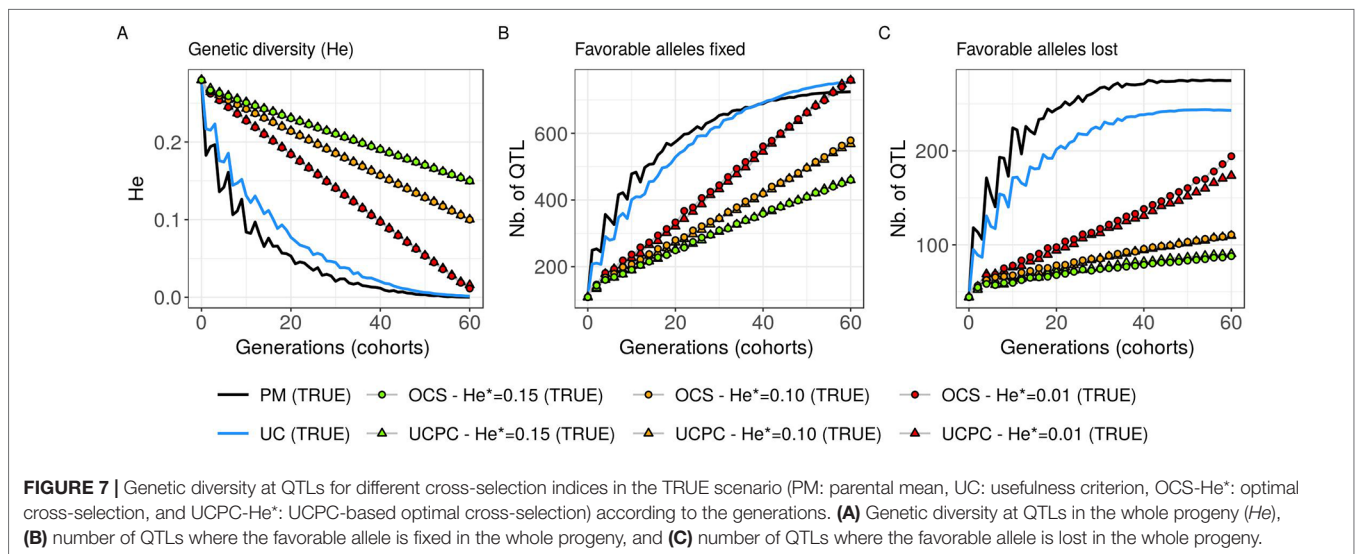 A
Genetic diversity (He)
He
0.2
0.1
0.0
0
20
40
60
Generations (cohorts)
B
Favorable alleles fixed
Nb. of QTL
600
400
200
0
20
40
60
Generations (cohorts)
C
Favorable alleles lost
Nb. of QTL
200
100
0
20
40
60
Generations (cohorts)
PM (TRUE)
OCS - He*=0.15 (TRUE)
OCS - He*=0.10 (TRUE)
OCS - He*=0.01 (TRUE)
UC (TRUE)
UCPC - He*=0.15 (TRUE)
UCPC - He*=0.10 (TRUE)
UCPC - He*=0.01 (TRUE)
FIGURE 7 | Genetic diversity at QTLs for different cross-selection indices in the TRUE scenario (PM: parental mean, UC: usefulness criterion, OCS-He*: optimal
cross-selection, and UCPC-He*: UCPC-based optimal cross-selection) according to the generations. (A) Genetic diversity at QTLs in the whole progeny (He),
(B) number of QTLs where the favorable allele is fixed in the whole progeny, and (C) number of QTLs where the favorable allele is lost in the whole progeny.